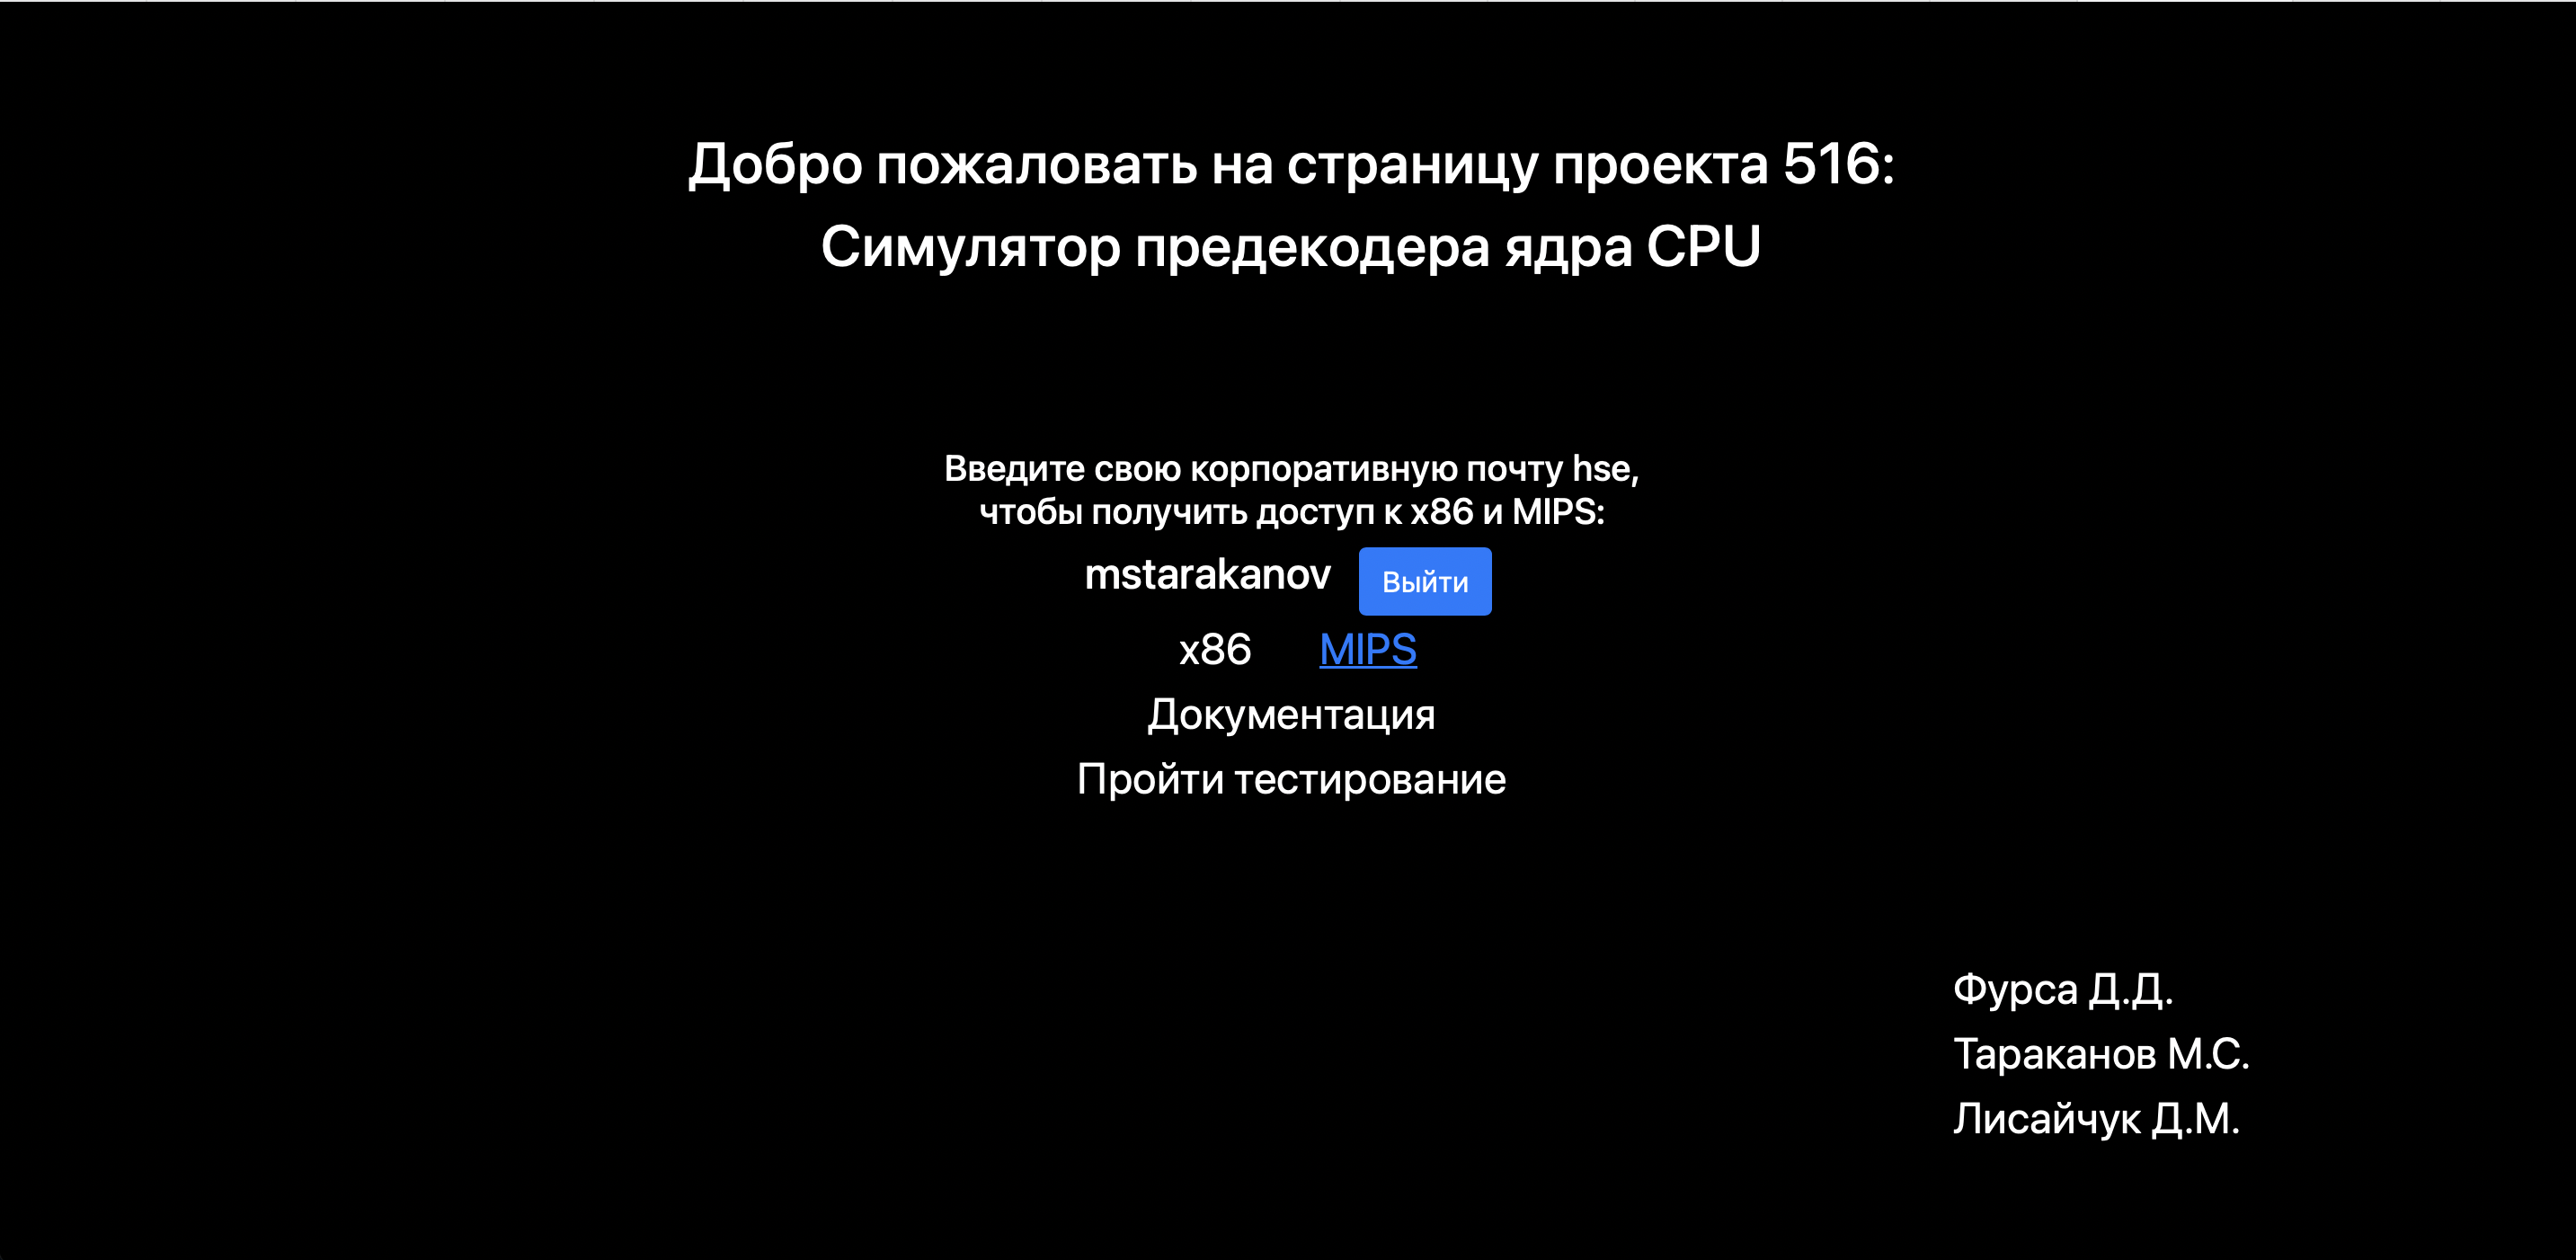 Добро пожаловать на страницу проекта 516:
Симулятор предекодера ядра CPU
Введите свою корпоративную почту hse,
чтобы получить доступ к x86 и MIPS:
mstarakanov Выйти
x86 MIPS
Документация
Пройти тестирование
Фурса Д.Д.
Тараканов М.С.
Лисайчук Д.М.